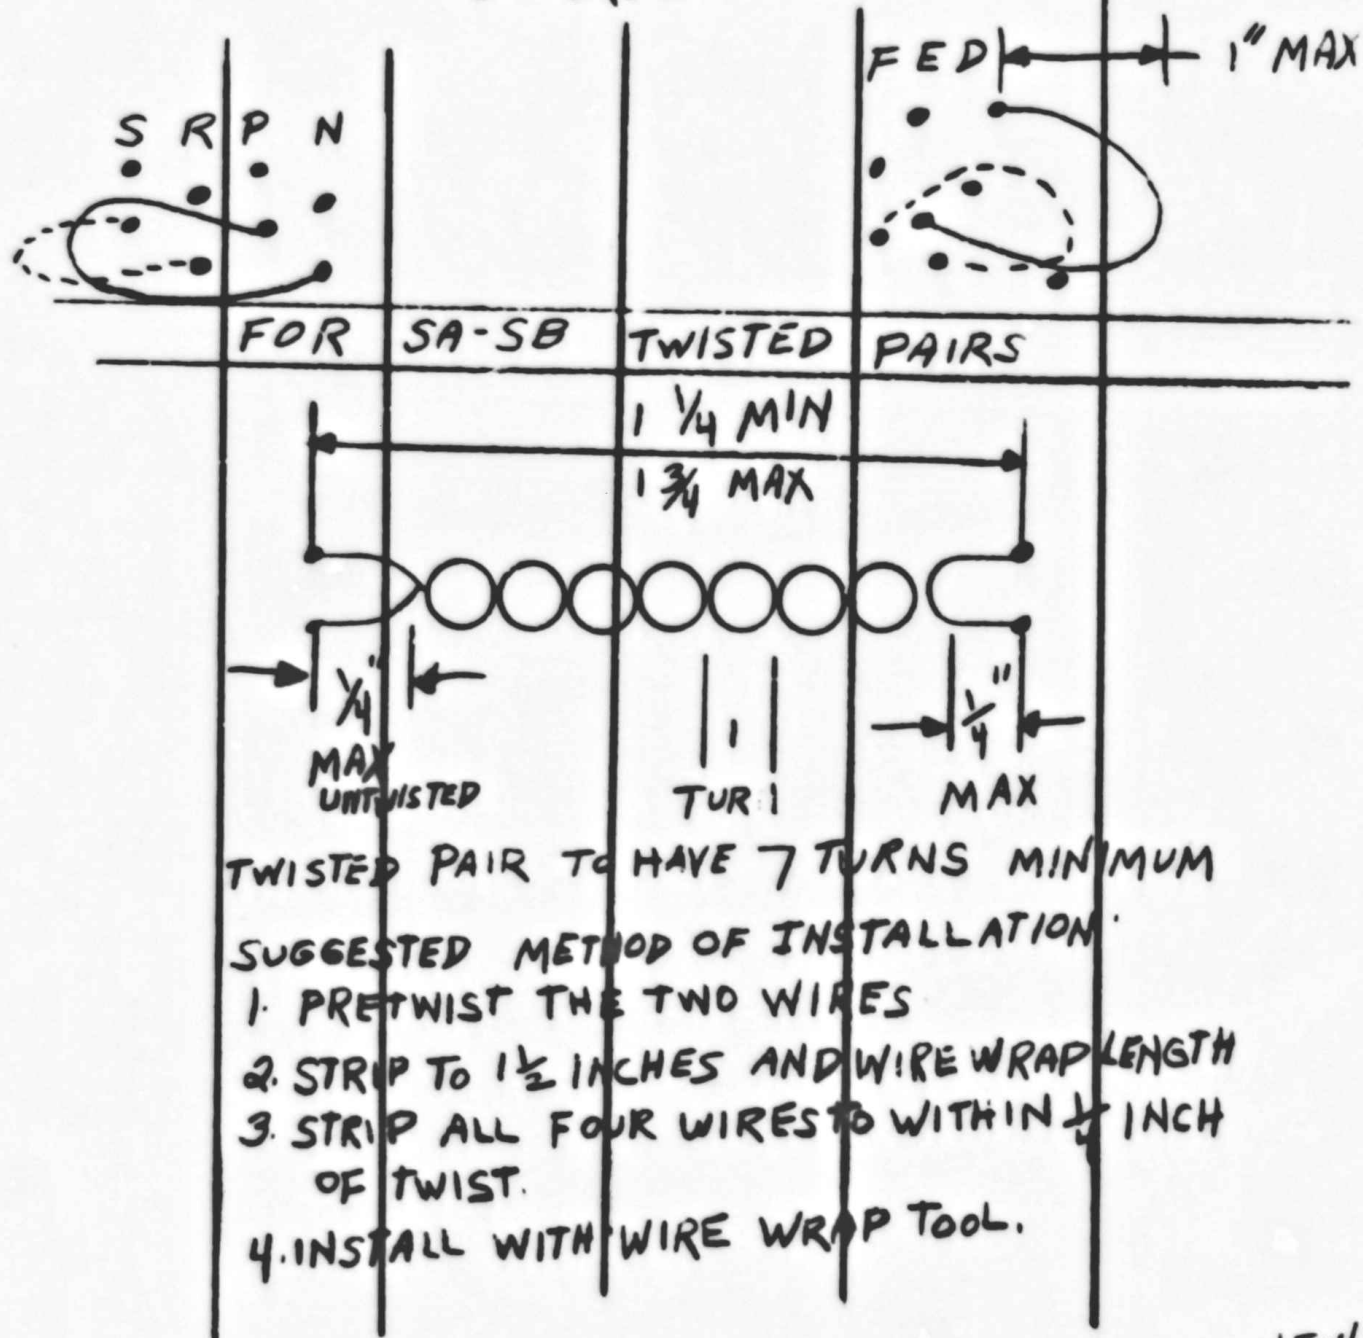 FED 1" MAX
S R P N
FOR SA-SB TWISTED PAIRS
1 1/4 MIN
1 3/4 MAX
1/4" 1 1/4"
MAX
UNTWISTED TUR MAX
TWISTED PAIR TO HAVE 7 TURNS MINIMUM
SUGGESTED METHOD OF INSTALLATION
1. PRETWIST THE TWO WIRES
2. STRIP TO 1 1/2 INCHES AND WIRE WRAP LENGTH
3. STRIP ALL FOUR WIRES TO WITHIN 1/4 INCH
OF TWIST.
4. INSTALL WITH WIRE WRAP TOOL.